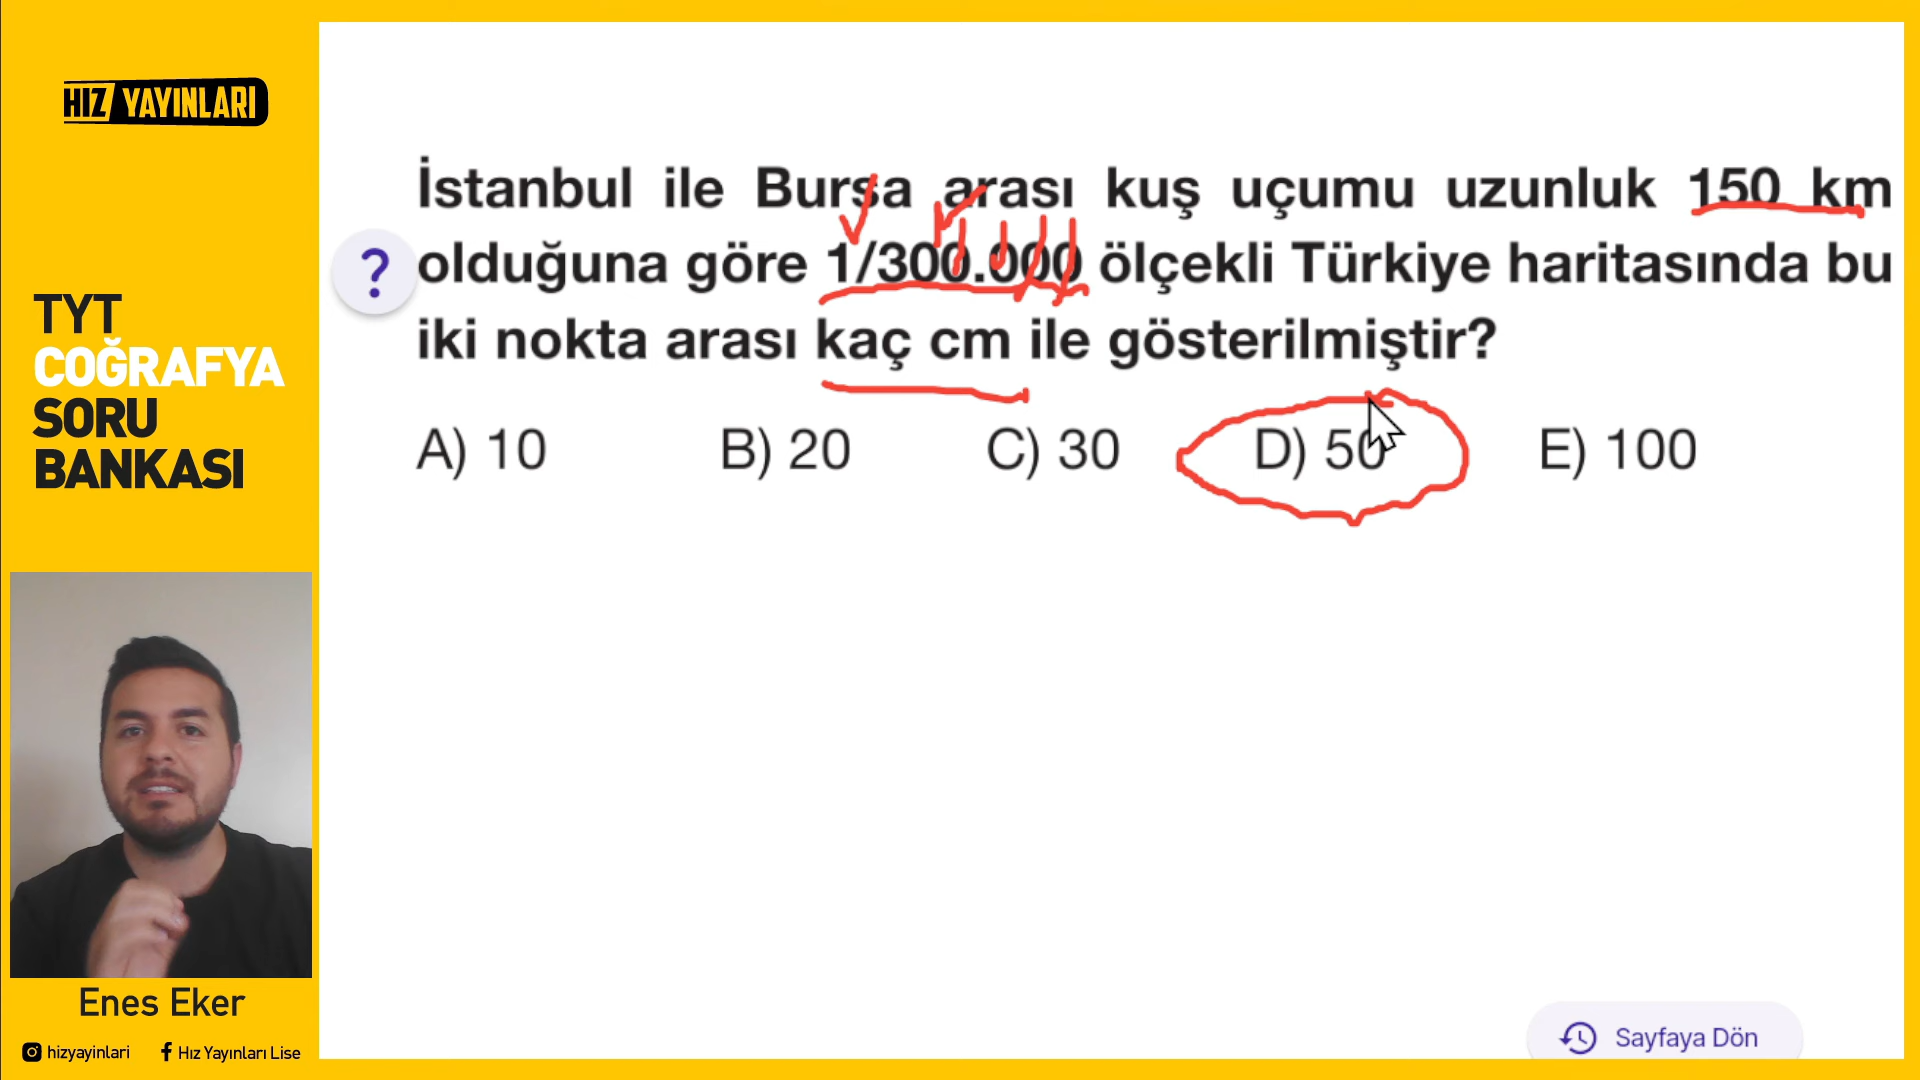 HIZ YAYINLARI
TYT
COĞRAFYA
SORU
BANKASI
Enes Eker
hizyayinlari
Hız Yayınları Lise
İstanbul ile Bursa arası kuş uçumu uzunluk 150 km
? olduğuna göre 1/300.000 ölçekli Türkiye haritasında bu
iki nokta arası kaç cm ile gösterilmiştir?
A) 10 B) 20 C) 30 D) 50 E) 100
Sayfaya Dön